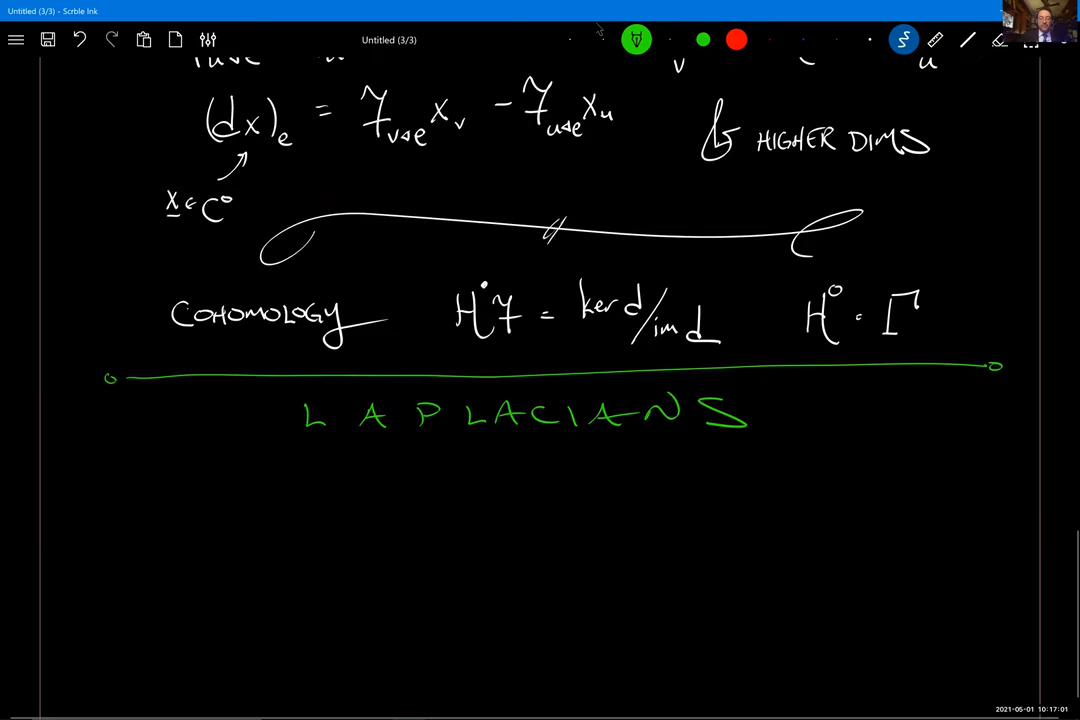 Untitled (3/3) - Scrble Ink
Untitled (3/3)
v e u
(dx)e = ℱv⊲e xv - ℱu⊲e xu
& HIGHER DIMS
x ∈ C⁰
COHOMOLOGY H•ℱ = ker d / im d H⁰ = Γ
LAPLACIANS
2021-05-01 10:17:01